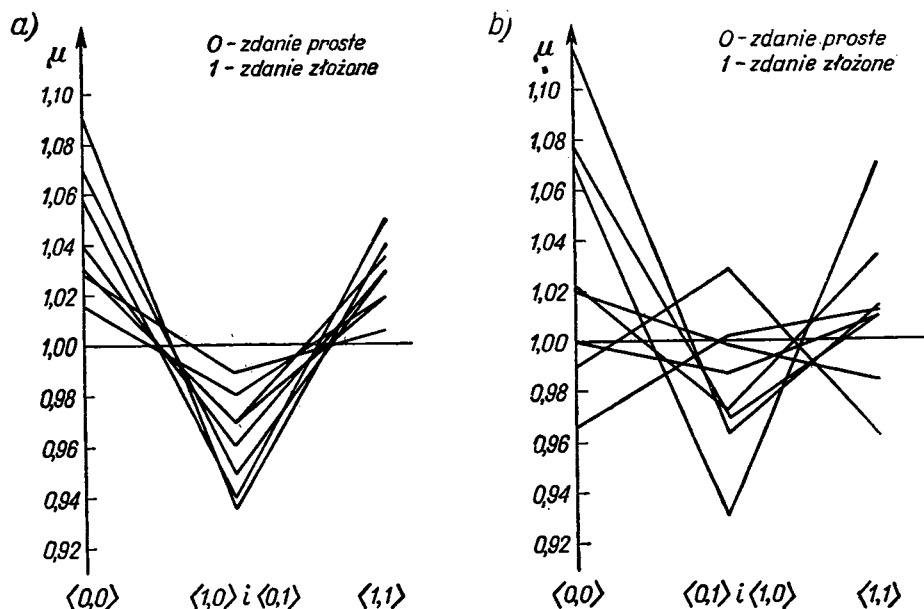 a)
μ
0 - zdanie proste
1 - zdanie złożone
1,10
1,08
1,06
1,04
1,02
1,00
0,98
0,96
0,94
0,92
⟨0,0⟩ ⟨1,0⟩ i ⟨0,1⟩ ⟨1,1⟩
b)
μ
0 - zdanie proste
1 - zdanie złożone
1,10
1,08
1,06
1,04
1,02
1,00
0,98
0,96
0,94
0,92
⟨0,0⟩ ⟨0,1⟩ i ⟨1,0⟩ ⟨1,1⟩